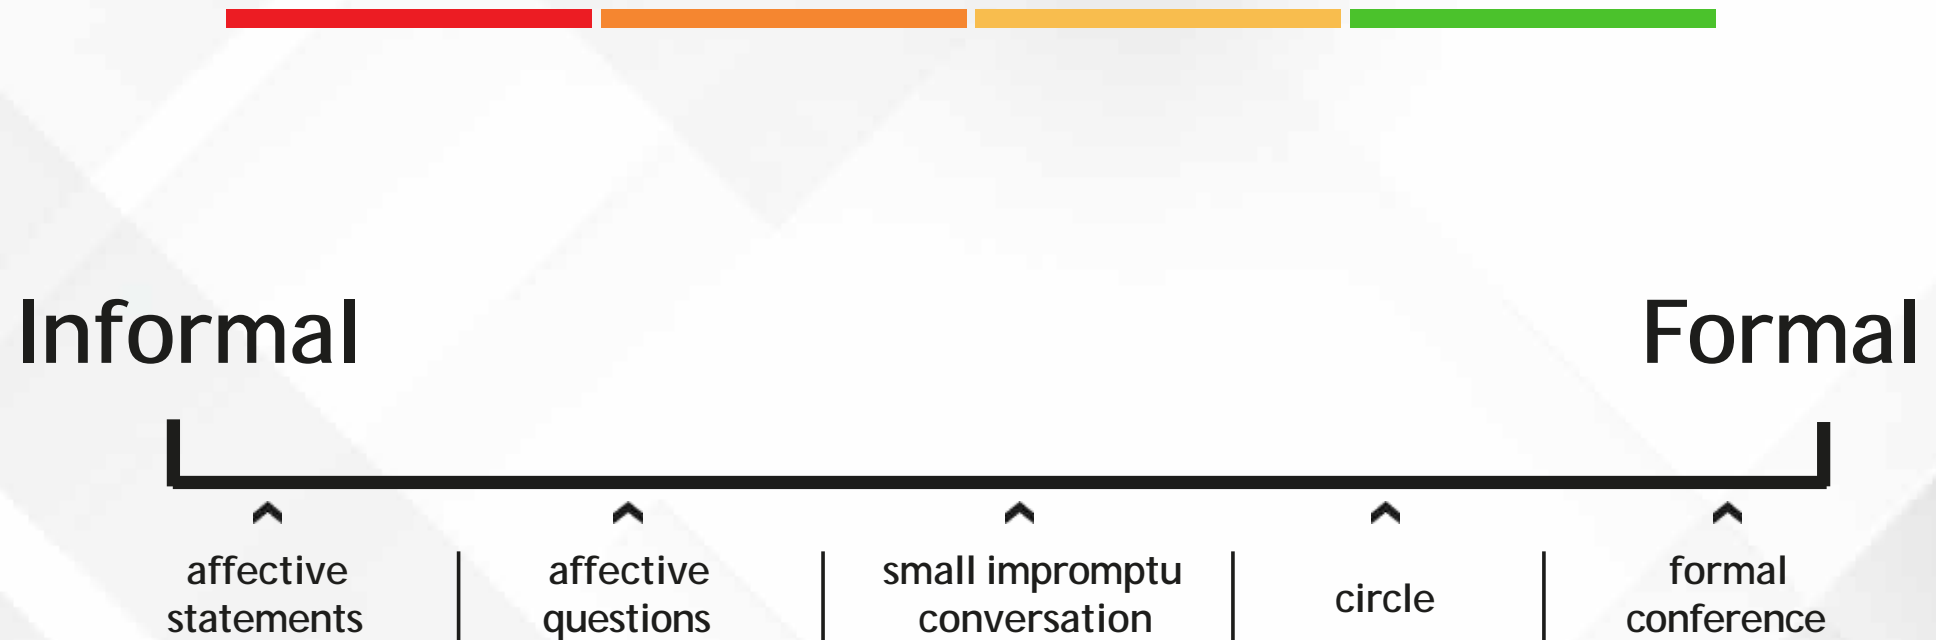 Informal
Formal
affective
statements
affective
questions
small impromptu
conversation
circle
formal
conference